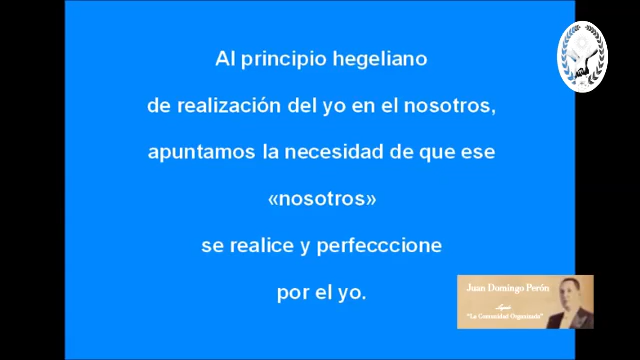 Al principio hegeliano
de realización del yo en el nosotros,
apuntamos la necesidad de que ese
«nosotros»
se realice y perfecccione
por el yo.
Juan Domingo Perón
Legado
"La Comunidad Organizada"